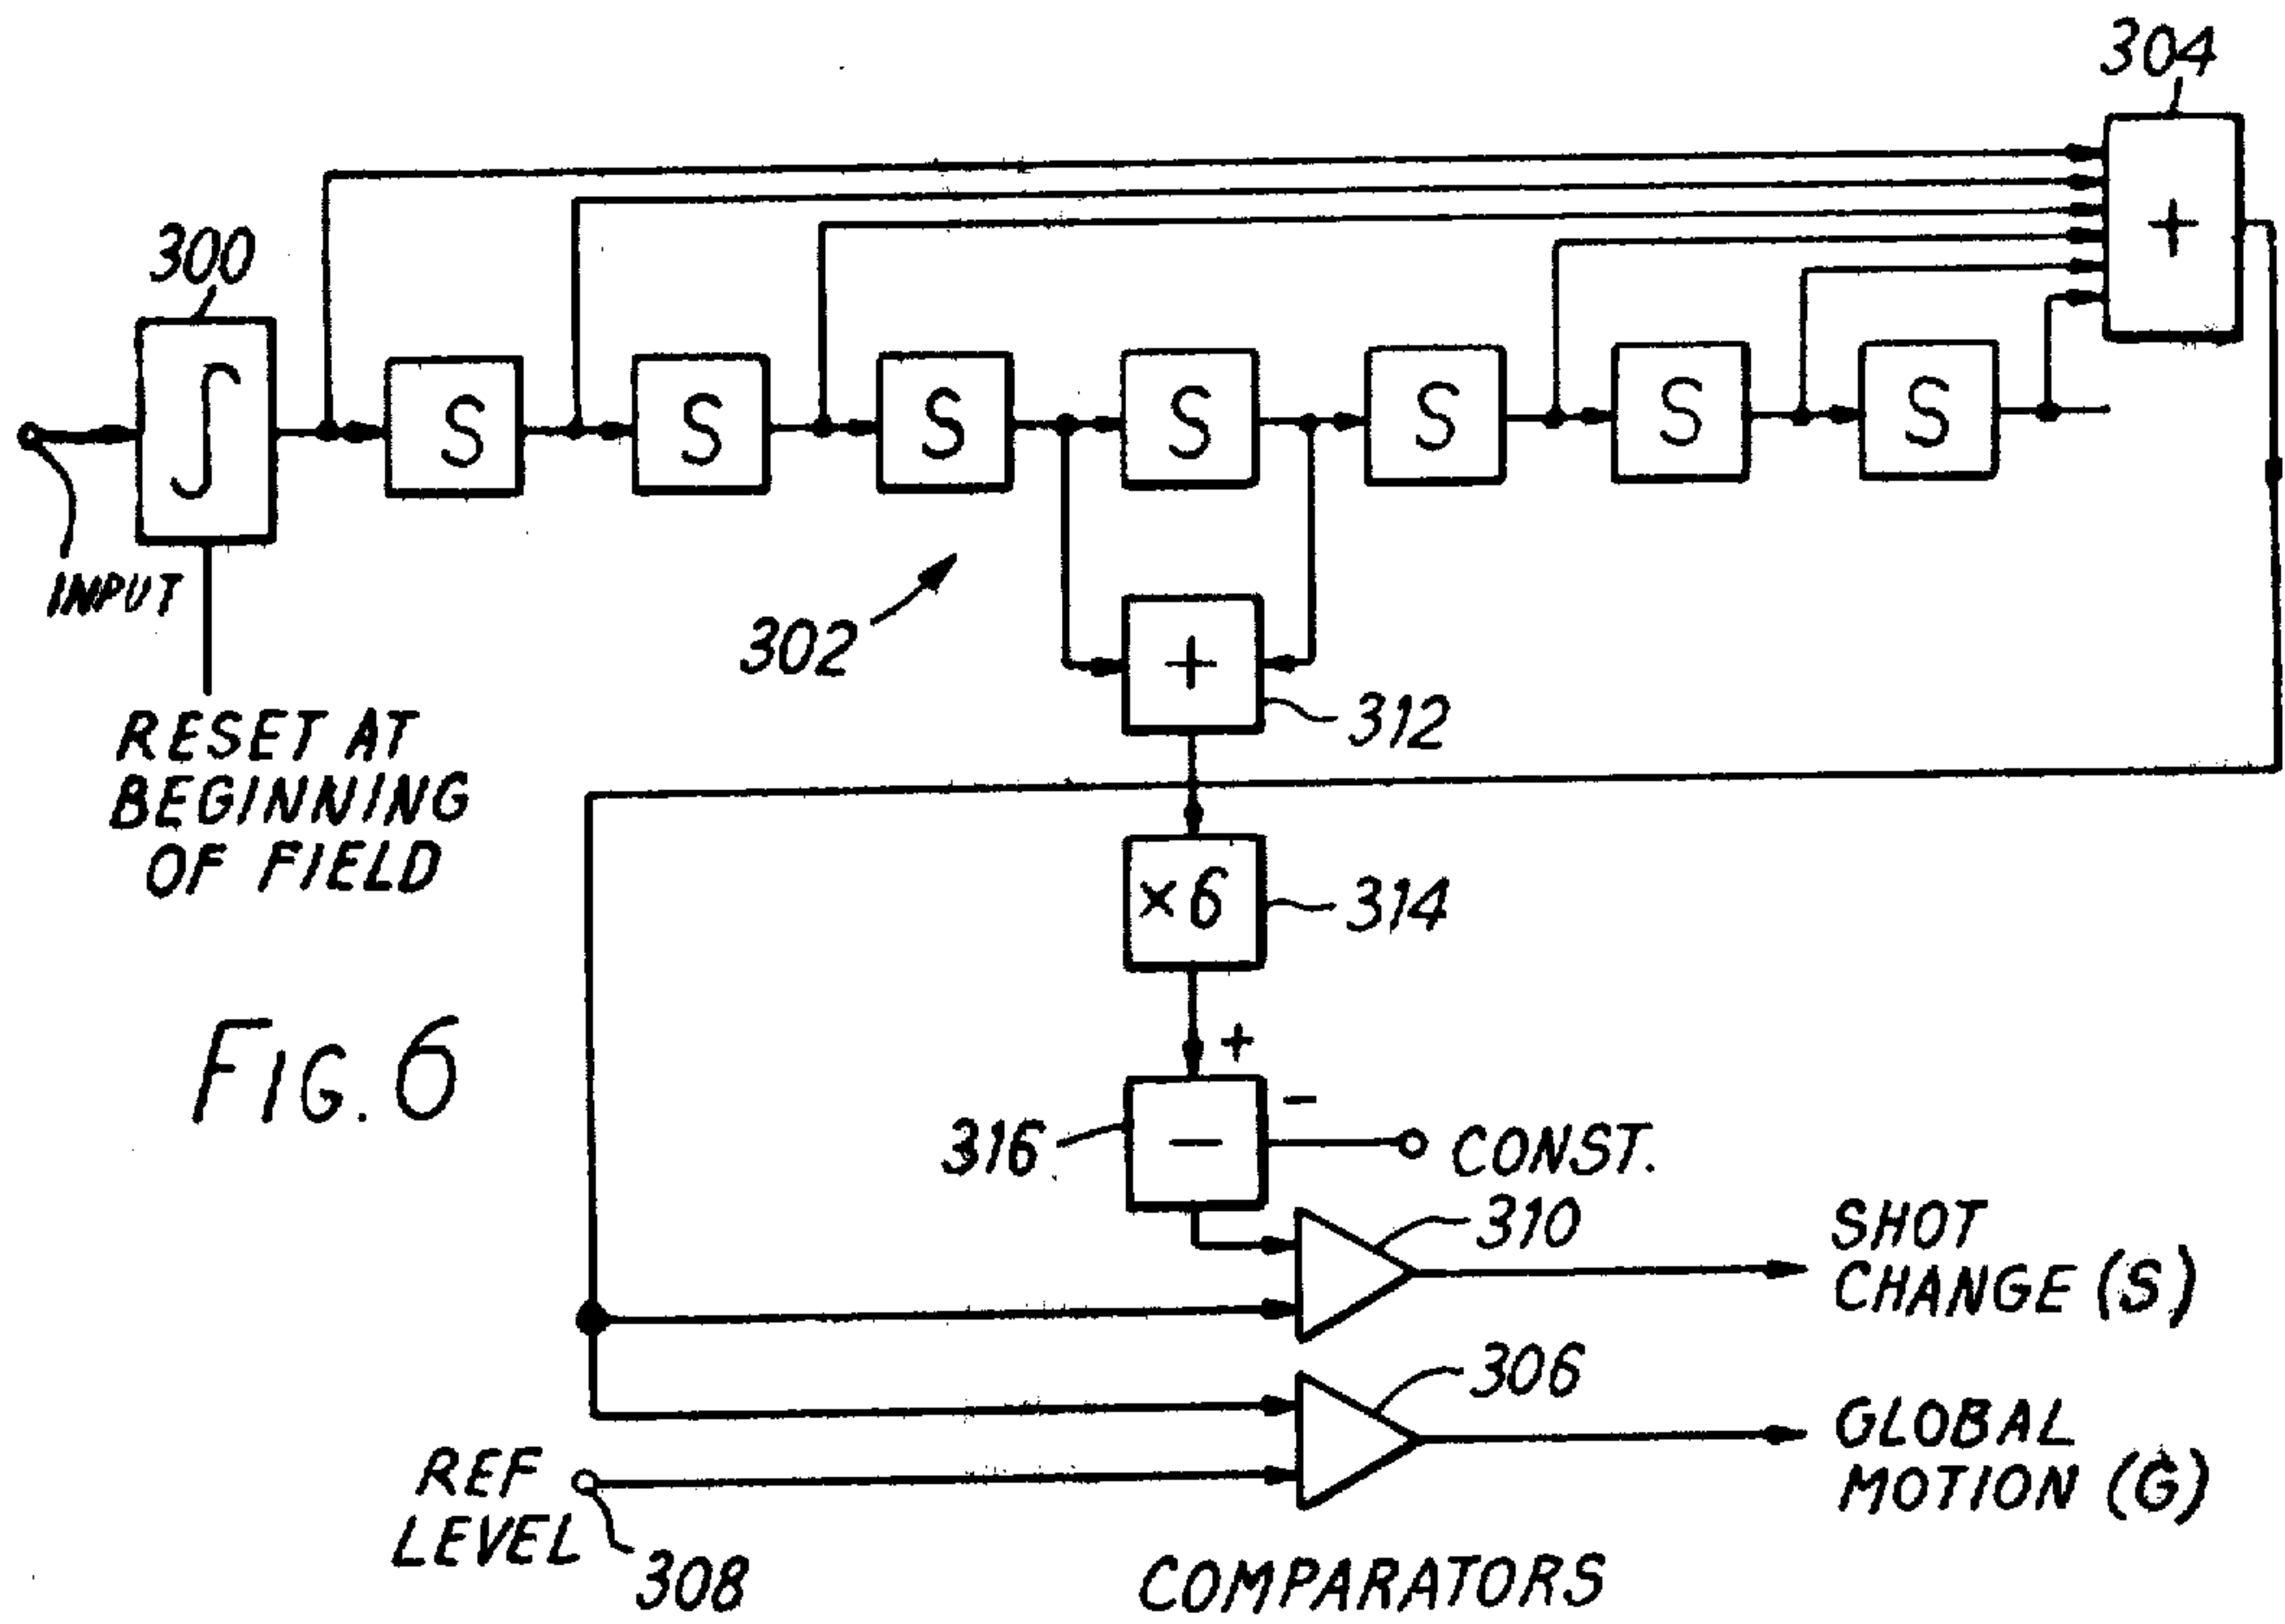 304
300
∫
S
S
S
S
S
S
S
+
INPUT
302
+
312
RESET AT
BEGINNING
OF FIELD
×6
314
FIG. 6
+
-
316
-
CONST.
310
SHOT
CHANGE (S)
306
GLOBAL
MOTION (G)
REF
LEVEL
308
COMPARATORS